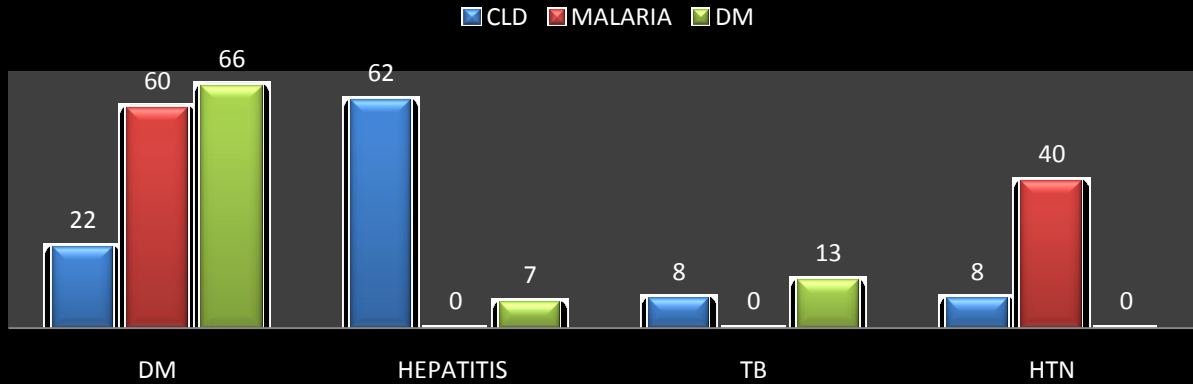 CLD MALARIA DM
22 60 66 62 0 7 8 0 13 8 40 0
DM HEPATITIS TB HTN